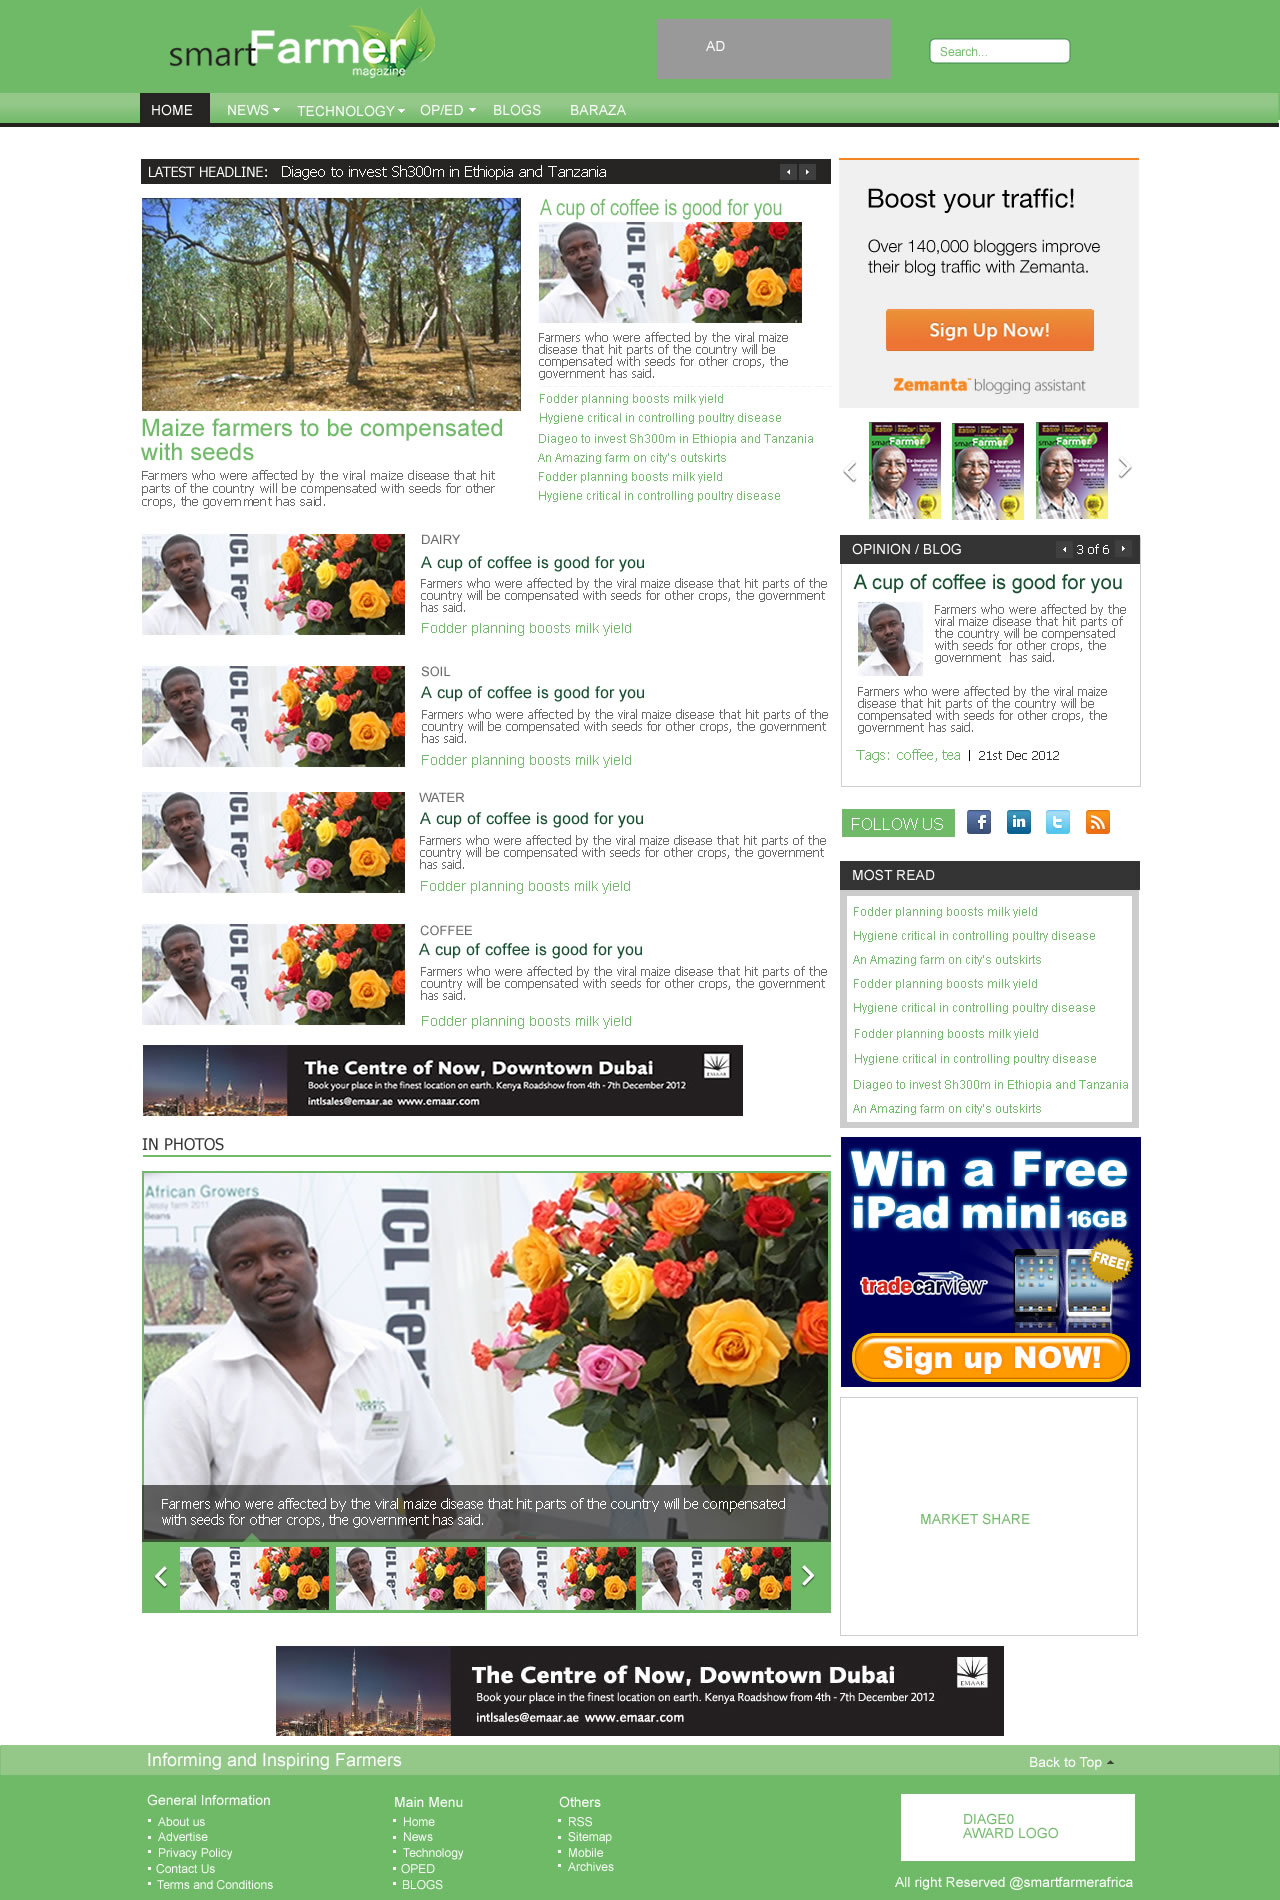 smartFarmer
magazine
AD
Search...
HOME
NEWS
TECHNOLOGY
OP/ED
BLOGS
BARAZA
LATEST HEADLINE: Diageo to invest Sh300m in Ethiopia and Tanzania
Maize farmers to be compensated
with seeds
Farmers who were affected by the viral maize disease that hit
parts of the country will be compensated with seeds for other
crops, the government has said.
A cup of coffee is good for you
ICL Fer
Farmers who were affected by the viral maize
disease that hit parts of the country will be
compensated with seeds for other crops, the
government has said.
Fodder planning boosts milk yield
Hygiene critical in controlling poultry disease
Diageo to invest Sh300m in Ethiopia and Tanzania
An Amazing farm on city's outskirts
Fodder planning boosts milk yield
Hygiene critical in controlling poultry disease
Boost your traffic!
Over 140,000 bloggers improve
their blog traffic with Zemanta.
Sign Up Now!
Zemanta blogging assistant
ICL Fer
DAIRY
A cup of coffee is good for you
Farmers who were affected by the viral maize disease that hit parts of the
country will be compensated with seeds for other crops, the government
has said.
Fodder planning boosts milk yield
ICL Fer
SOIL
A cup of coffee is good for you
Farmers who were affected by the viral maize disease that hit parts of the
country will be compensated with seeds for other crops, the government
has said.
Fodder planning boosts milk yield
ICL Fer
WATER
A cup of coffee is good for you
Farmers who were affected by the viral maize disease that hit parts of the
country will be compensated with seeds for other crops, the government
has said.
Fodder planning boosts milk yield
ICL Fer
COFFEE
A cup of coffee is good for you
Farmers who were affected by the viral maize disease that hit parts of the
country will be compensated with seeds for other crops, the government
has said.
Fodder planning boosts milk yield
OPINION / BLOG
3 of 6
A cup of coffee is good for you
Farmers who were affected by the
viral maize disease that hit parts of
the country will be compensated
with seeds for other crops, the
government has said.
Farmers who were affected by the viral maize
disease that hit parts of the country will be
compensated with seeds for other crops, the
government has said.
Tags: coffee, tea | 21st Dec 2012
FOLLOW US
f
in
t
MOST READ
Fodder planning boosts milk yield
Hygiene critical in controlling poultry disease
An Amazing farm on city's outskirts
Fodder planning boosts milk yield
Hygiene critical in controlling poultry disease
Fodder planning boosts milk yield
Hygiene critical in controlling poultry disease
Diageo to invest Sh300m in Ethiopia and Tanzania
An Amazing farm on city's outskirts
The Centre of Now, Downtown Dubai
Book your place in the finest location on earth. Kenya Roadshow from 4th - 7th December 2012
intlsales@emaar.ae www.emaar.com
EMAAR
IN PHOTOS
African Growers
Jessy farm 2011
Beans
ICL Fer
Farmers who were affected by the viral maize disease that hit parts of the country will be compensated
with seeds for other crops, the government has said.
ICL Fer
ICL Fer
ICL Fer
ICL Fer
Win a Free
iPad mini 16GB
FREE!
tradecarview
Sign up NOW!
MARKET SHARE
The Centre of Now, Downtown Dubai
Book your place in the finest location on earth. Kenya Roadshow from 4th - 7th December 2012
intlsales@emaar.ae www.emaar.com
EMAAR
Informing and Inspiring Farmers
Back to Top
General Information
About us
Advertise
Privacy Policy
Contact Us
Terms and Conditions
Main Menu
Home
News
Technology
OPED
BLOGS
Others
RSS
Sitemap
Mobile
Archives
DIAGEO
AWARD LOGO
All right Reserved @smartfarmerafrica